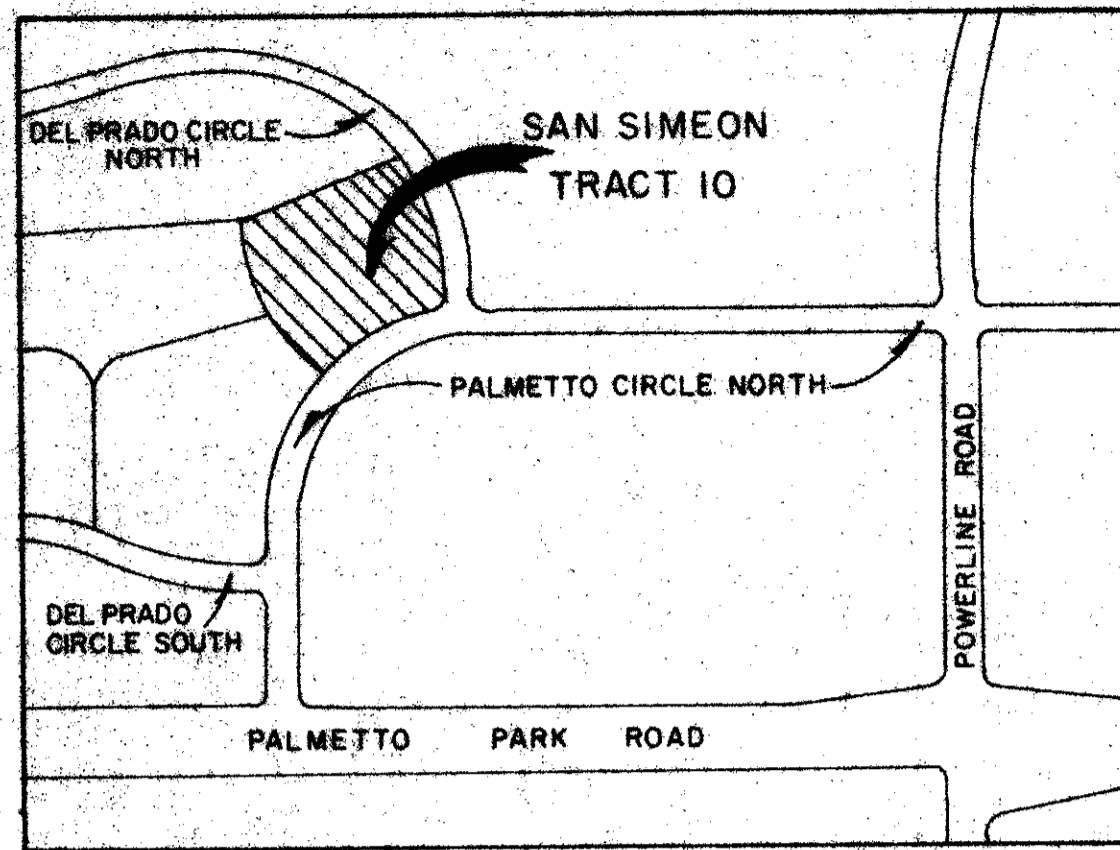 DEL PRADO CIRCLE
NORTH
SAN SIMEON
TRACT 10
PALMETTO CIRCLE NORTH
POWERLINE ROAD
DEL PRADO
CIRCLE SOUTH
PALMETTO PARK ROAD